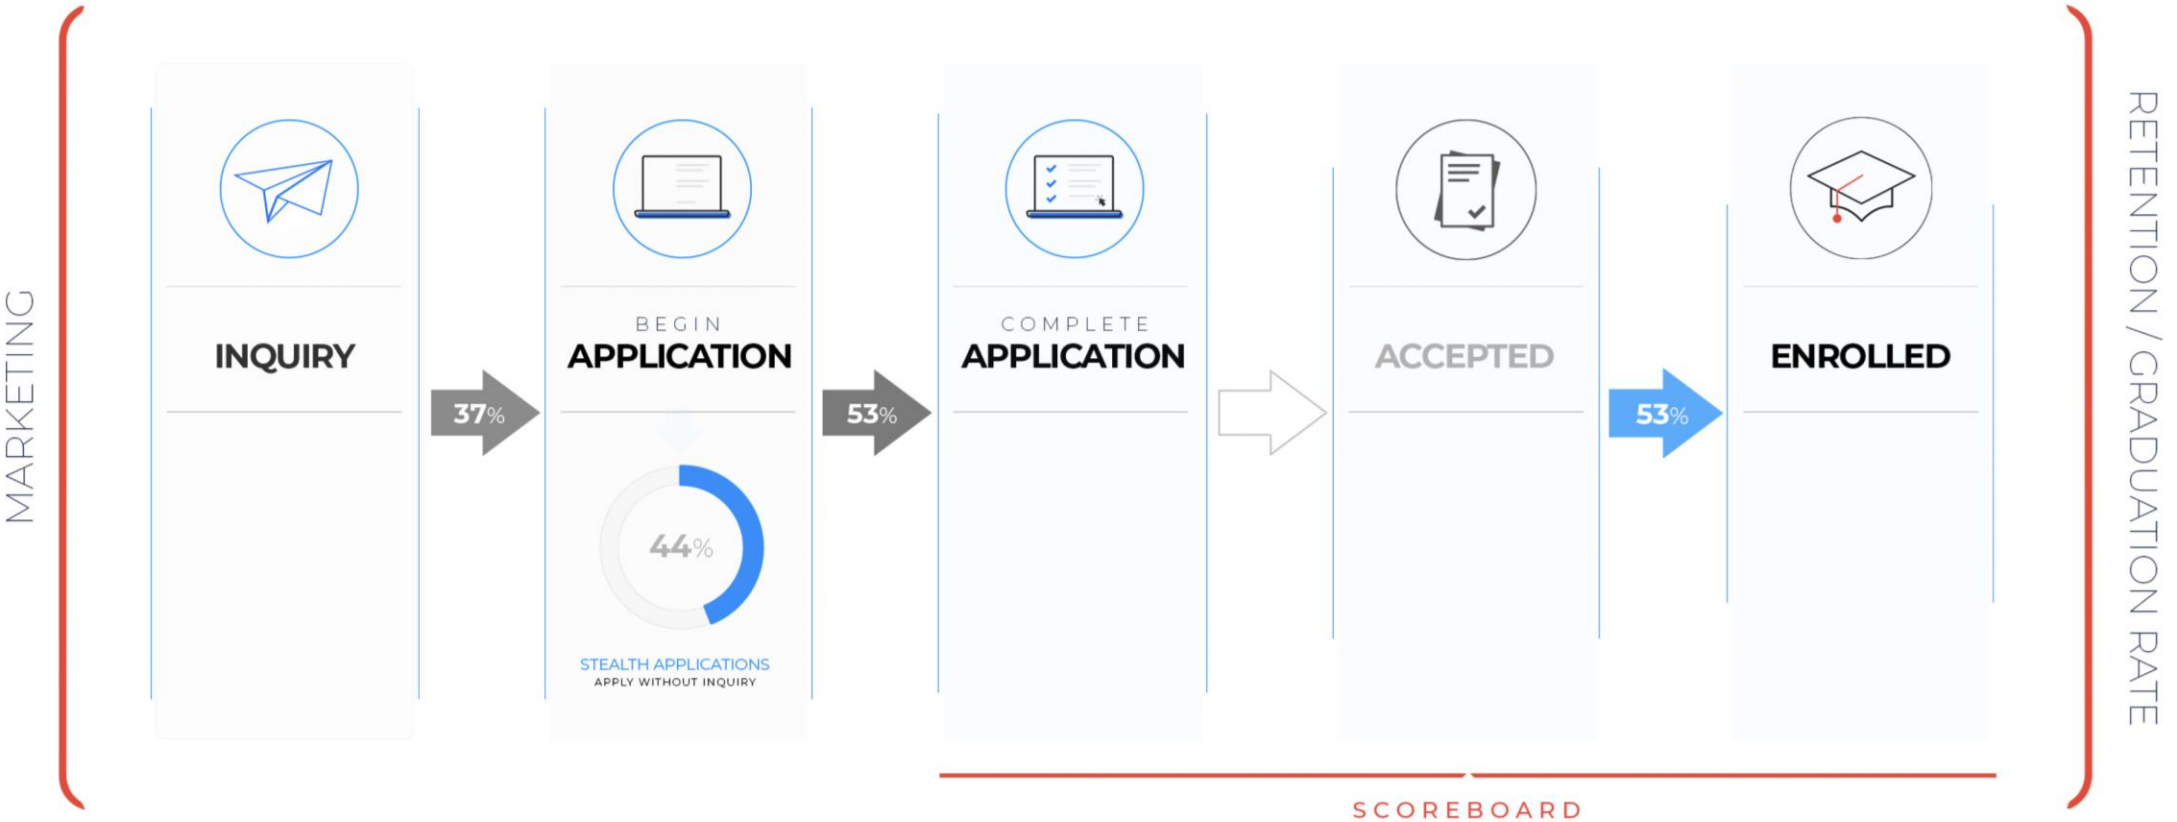 MARKETING
INQUIRY
37%
BEGIN
APPLICATION
44%
STEALTH APPLICATIONS
APPLY WITHOUT INQUIRY
53%
COMPLETE
APPLICATION
ACCEPTED
53%
ENROLLED
SCOREBOARD
RETENTION / GRADUATION RATE